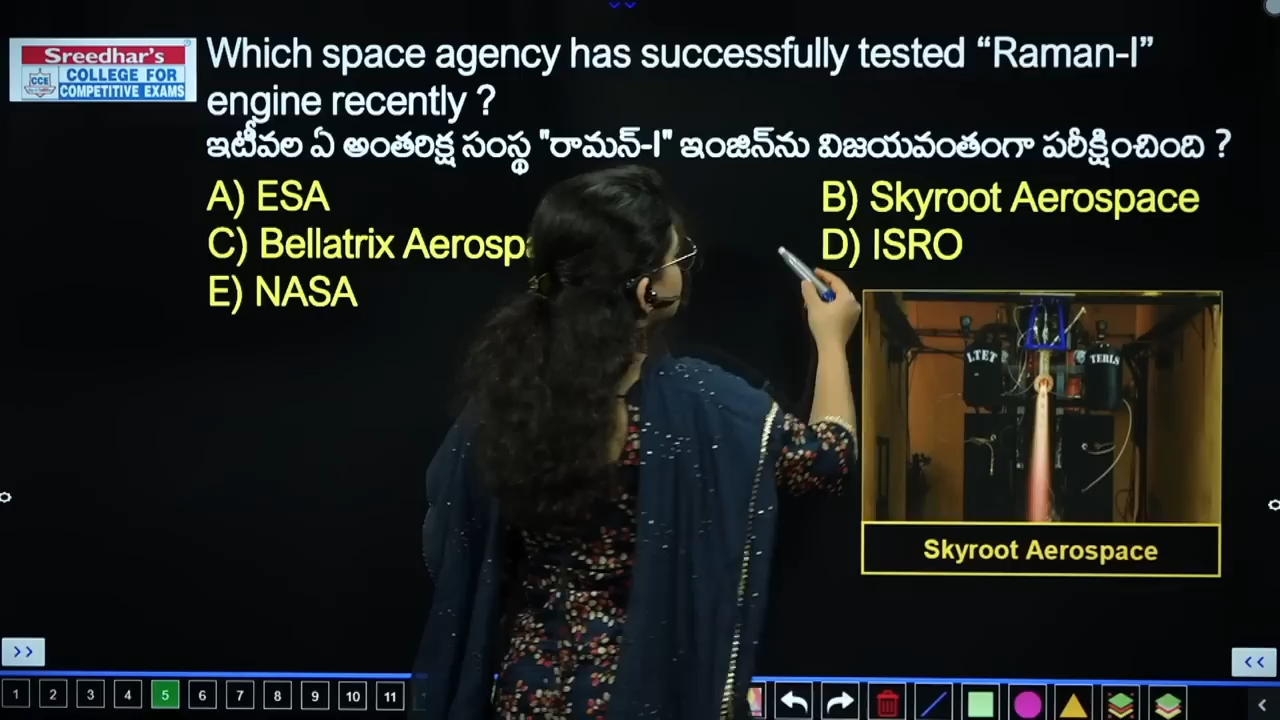 Sreedhar's
CCE
COLLEGE FOR
COMPETITIVE EXAMS
Which space agency has successfully tested “Raman-I”
engine recently ?
ఇటీవల ఏ అంతరిక్ష సంస్థ "రామన్-I" ఇంజిన్‌ను విజయవంతంగా పరీక్షించింది ?
A) ESA
B) Skyroot Aerospace
C) Bellatrix
D) ISRO
E) NASA
LTET
TERLS
Skyroot Aerospace
>>
<<
1 2 3 4 5 6 7 8 9 10 11